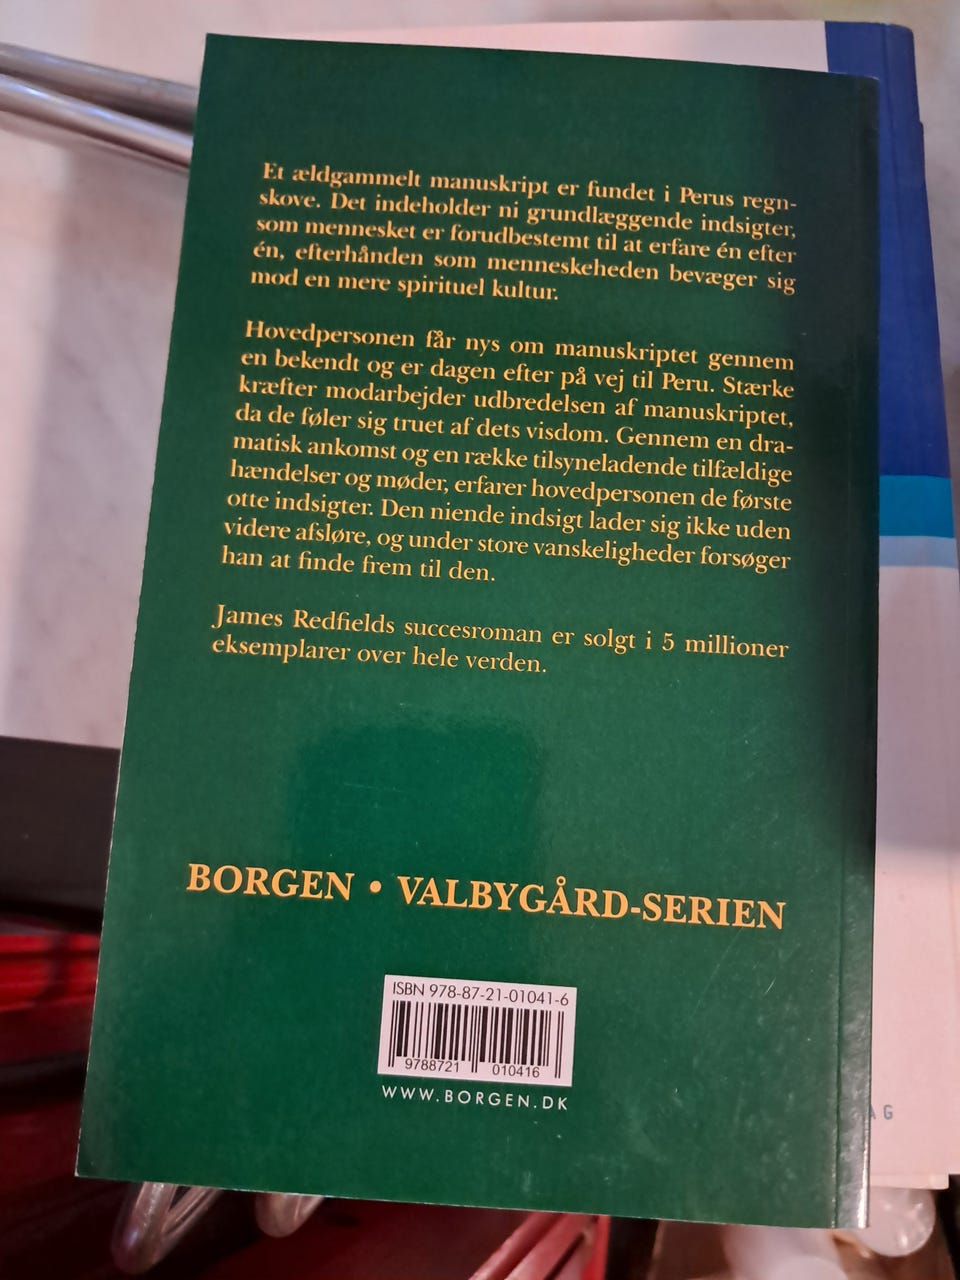 Et ældgammelt manuskript er fundet i Perus regn-
skove. Det indeholder ni grundlæggende indsigter,
som mennesket er forudbestemt til at erfare én efter
én, efterhånden som menneskeheden bevæger sig
mod en mere spirituel kultur.
Hovedpersonen får nys om manuskriptet gennem
en bekendt og er dagen efter på vej til Peru. Stærke
kræfter modarbejder udbredelsen af manuskriptet,
da de føler sig truet af dets visdom. Gennem en dra-
matisk ankomst og en række tilsyneladende tilfældige
hændelser og møder, erfarer hovedpersonen de første
otte indsigter. Den niende indsigt lader sig ikke uden
videre afsløre, og under store vanskeligheder forsøger
han at finde frem til den.
James Redfields succesroman er solgt i 5 millioner
eksemplarer over hele verden.
BORGEN • VALBYGÅRD-SERIEN
ISBN 978-87-21-01041-6
9788721 010416
WWW.BORGEN.DK